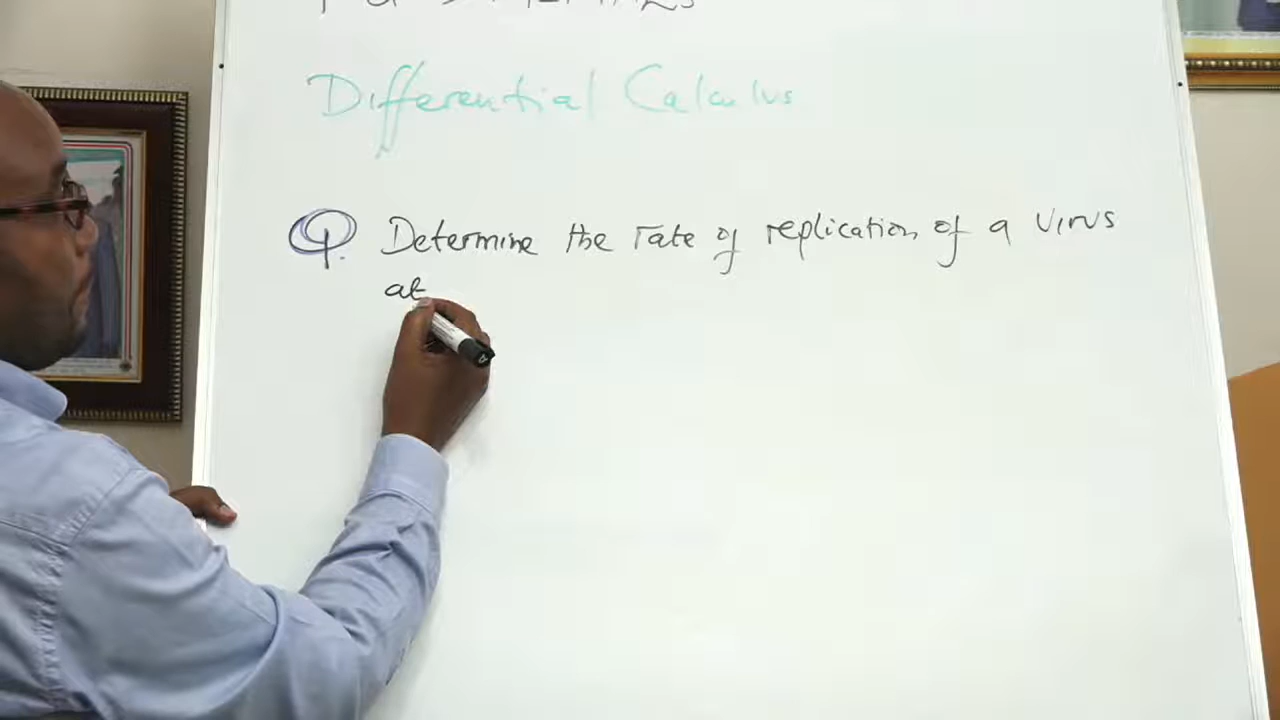 Differential Calculus
Q. Determine the rate of replication of a virus
at